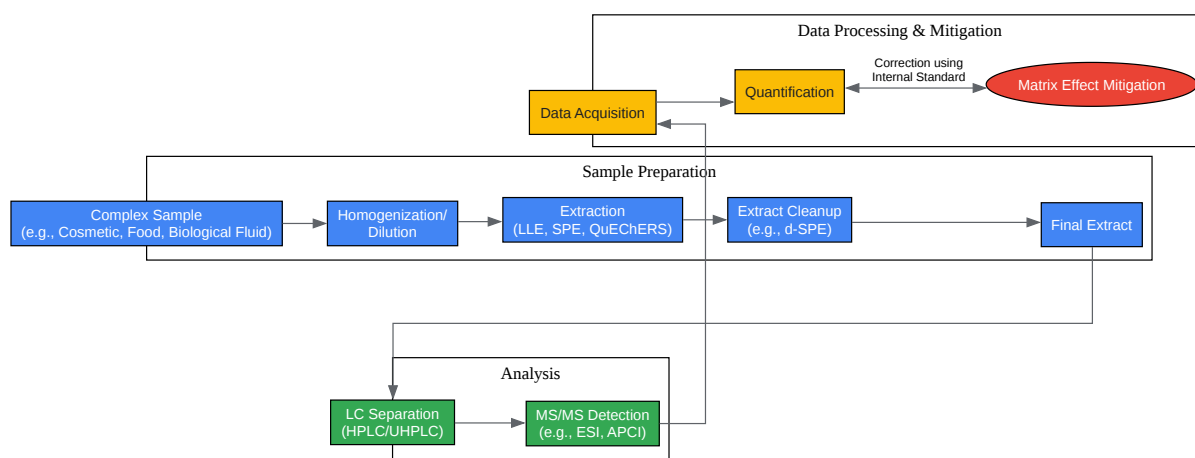 Data Processing & Mitigation
Correction using
Internal Standard
Data Acquisition
Quantification
Matrix Effect Mitigation
Sample Preparation
Complex Sample
(e.g., Cosmetic, Food, Biological Fluid)
Homogenization/
Dilution
Extraction
(LLE, SPE, QuEChERS)
Extract Cleanup
(e.g., d-SPE)
Final Extract
Analysis
LC Separation
(HPLC/UHPLC)
MS/MS Detection
(e.g., ESI, APCI)